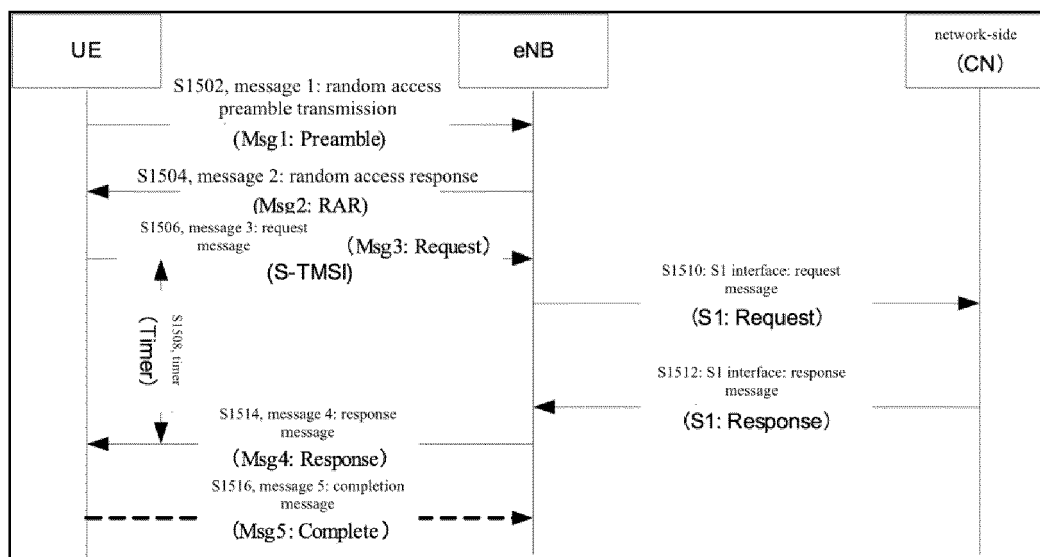 UE
eNB
network-side
(CN)
S1502, message 1: random access
preamble transmission
(Msg1: Preamble)
S1504, message 2: random access response
(Msg2: RAR)
S1506, message 3: request
message
(Msg3: Request)
(S-TMSI)
S1510: S1 interface: request
message
(S1: Request)
S1508, timer
(Timer)
S1512: S1 interface: response
message
(S1: Response)
S1514, message 4: response
message
(Msg4: Response)
S1516, message 5: completion
message
(Msg5: Complete)